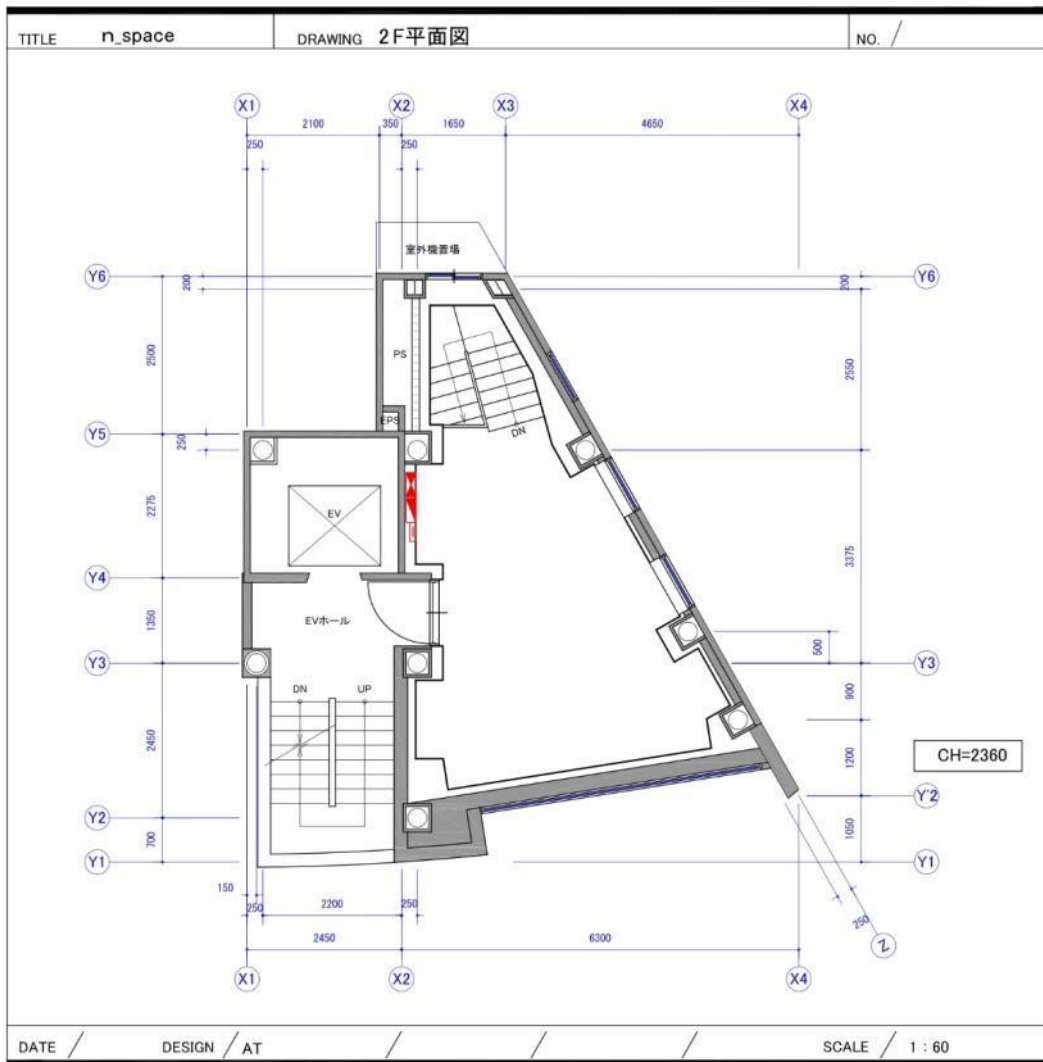 TITLE n_space DRAWING 2F平面図 NO.
X1 X2 X3 X4
2100 350 1650 4650
250 250
室外機置場
Y6 Y6
200 200
PS
2500 2550
DN
EPS
Y5
250
EV
2275
3375
Y4
EVホール
1350
500
Y3 Y3
DN UP
900
2450
1200
CH=2360
Y2 Y'2
700 1050
Y1 Y1
150
250 2200 250
250
2450 6300
Z
X1 X2 X4
DATE DESIGN AT SCALE 1:60